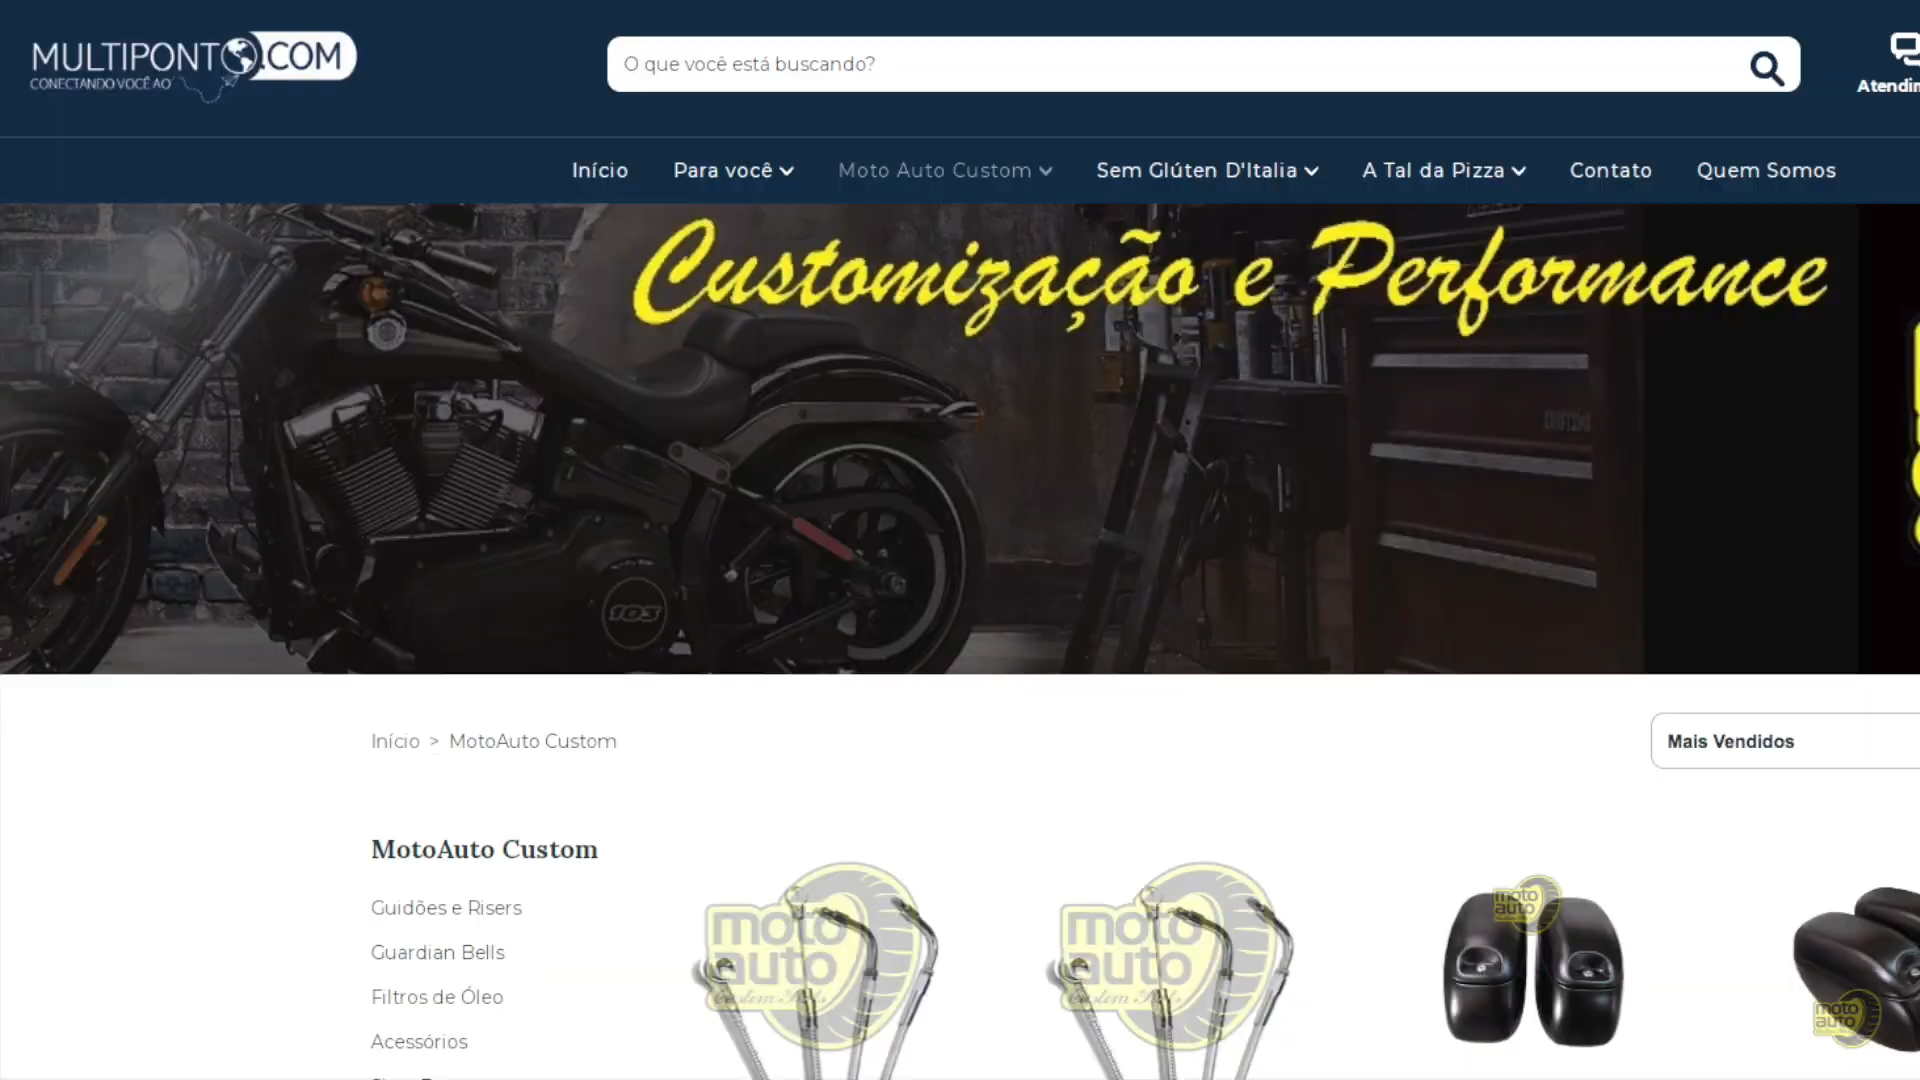 MULTIPONTO.COM
CONECTANDO VOCÊ AO
O que você está buscando?
Início
Para você
Moto Auto Custom
Sem Glúten D'Italia
A Tal da Pizza
Contato
Quem Somos
Customização e Performance
103
Início > MotoAuto Custom
Mais Vendidos
MotoAuto Custom
Guidões e Risers
Guardian Bells
Filtros de Óleo
Acessórios
moto auto
moto auto
moto auto
moto auto